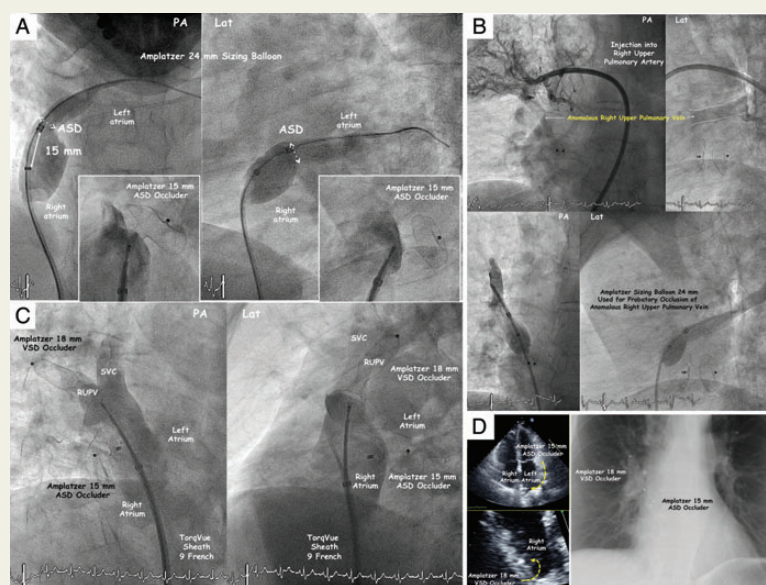 A
PA
Lat
Amplatzer 24 mm Sizing Balloon
Left
atrium
ASD
15 mm
Right
atrium
Amplatzer 15 mm
ASD Occluder
Left
atrium
ASD
Right
atrium
Amplatzer 15 mm
ASD Occluder
B
PA
Lat
Injection into
Right Upper
Pulmonary Artery
Anomalous Right Upper Pulmonary Vein
PA
Lat
Amplatzer Sizing Balloon 24 mm
Used for Probatory Occlusion of
Anomalous Right Upper Pulmonary Vein
C
PA
Lat
Amplatzer 18 mm
VSD Occluder
SVC
RUPV
Left
Atrium
Amplatzer 15 mm
ASD Occluder
Right
Atrium
TorqVue
Sheath
9 French
SVC
RUPV
Amplatzer 18 mm
VSD Occluder
Left
Atrium
Right
Atrium
Amplatzer 15 mm
ASD Occluder
TorqVue
Sheath
9 French
D
Amplatzer 15 mm
ASD Occluder
Right
Atrium
Left
Atrium
Right
Atrium
Amplatzer 18 mm
VSD Occluder
Amplatzer 18 mm
VSD Occluder
Amplatzer 15 mm
ASD Occluder